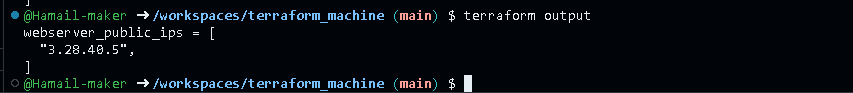 ]
@Hamail-maker ➜ /workspaces/terraform_machine (main) $ terraform output
webserver_public_ips = [
  "3.28.40.5",
]
@Hamail-maker ➜ /workspaces/terraform_machine (main) $